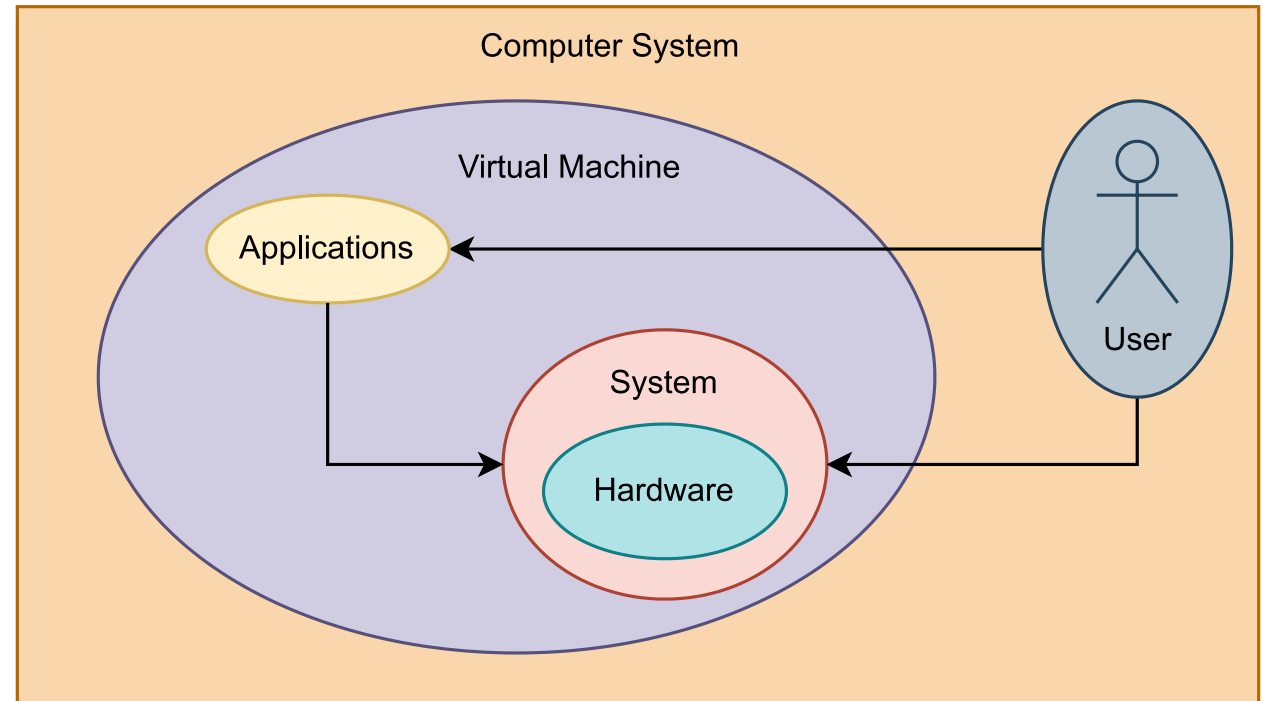 Computer System
Virtual Machine
Applications
User
System
Hardware